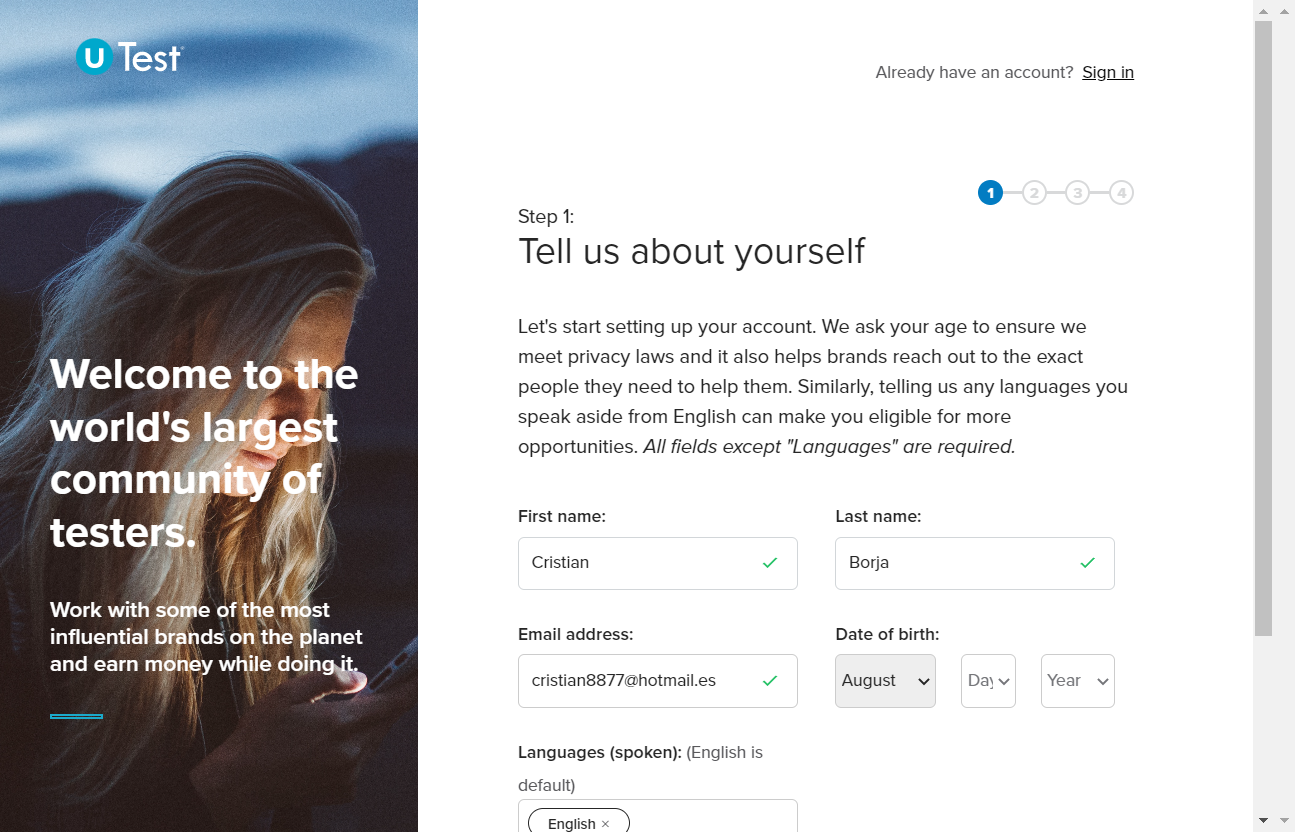 U Test
Already have an account? Sign in
1 2 3 4
Step 1:
Tell us about yourself
Let's start setting up your account. We ask your age to ensure we
meet privacy laws and it also helps brands reach out to the exact
people they need to help them. Similarly, telling us any languages you
speak aside from English can make you eligible for more
opportunities. All fields except "Languages" are required.
Welcome to the
world's largest
community of
testers.
Work with some of the most
influential brands on the planet
and earn money while doing it.
First name: Last name:
Cristian Borja
Email address: Date of birth:
cristian8877@hotmail.es August Day Year
Languages (spoken): (English is
default)
English ×